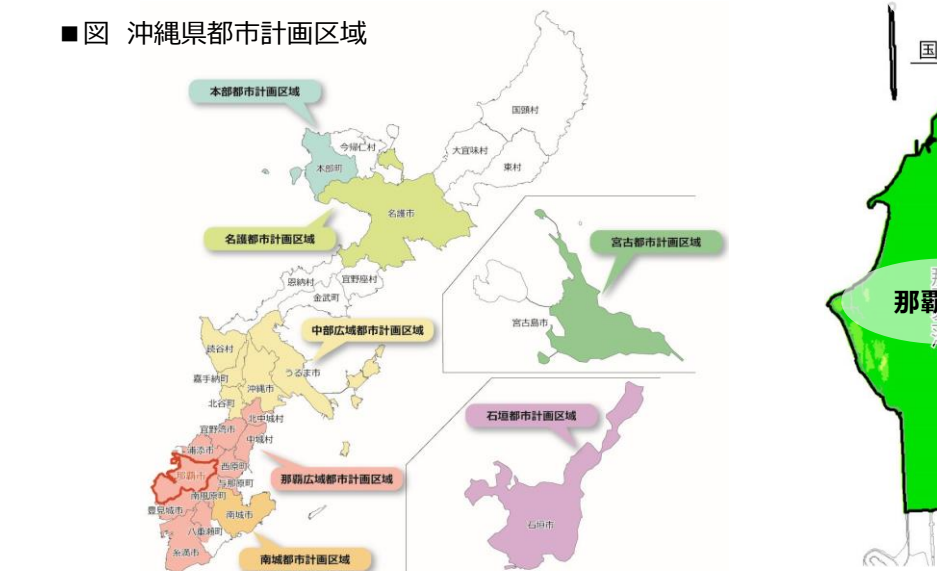 ■図 沖縄県都市計画区域
国
本部都市計画区域
国頭村
今帰仁村
大宜味村
本部町
東村
名護市
名護都市計画区域
宮古都市計画区域
恩納村
宜野座村
金武町
那覇
宮古島市
中部広域都市計画区域
読谷村
うるま市
嘉手納町
沖縄市
北谷町
石垣都市計画区域
北中城村
宜野湾市
中城村
浦添市
西原町
那覇市
与那原町
那覇広域都市計画区域
南風原町
豊見城市
南城市
石垣市
八重瀬町
糸満市
南城都市計画区域